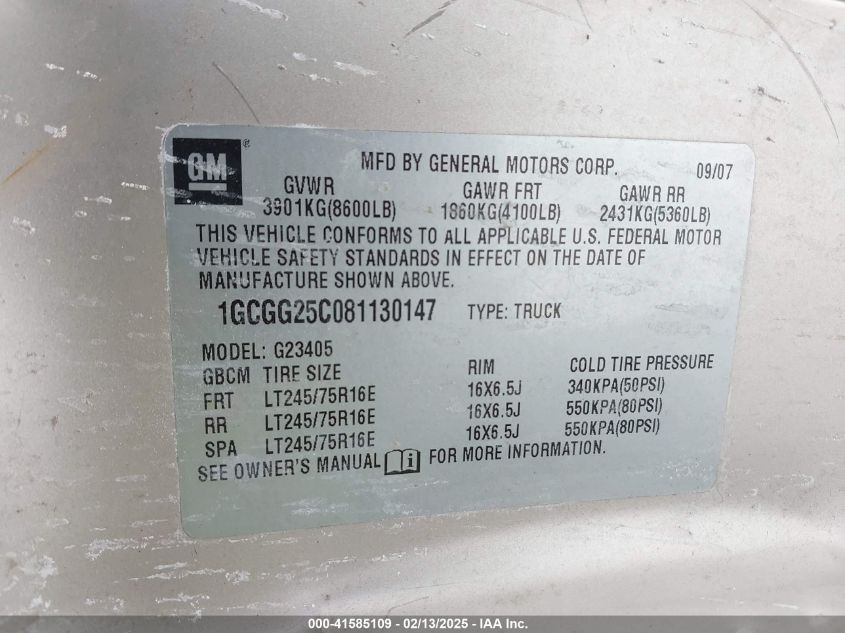 GM ®
MFD BY GENERAL MOTORS CORP. 09/07
GVWR GAWR FRT GAWR RR
3901KG(8600LB) 1860KG(4100LB) 2431KG(5360LB)
THIS VEHICLE CONFORMS TO ALL APPLICABLE U.S. FEDERAL MOTOR
VEHICLE SAFETY STANDARDS IN EFFECT ON THE DATE OF
MANUFACTURE SHOWN ABOVE.
1GCGG25C081130147 TYPE: TRUCK
MODEL: G23405
GBCM TIRE SIZE RIM COLD TIRE PRESSURE
FRT LT245/75R16E 16X6.5J 340KPA(50PSI)
RR LT245/75R16E 16X6.5J 550KPA(80PSI)
SPA LT245/75R16E 16X6.5J 550KPA(80PSI)
SEE OWNER'S MANUAL i FOR MORE INFORMATION.
000-41585109 - 02/13/2025 - IAA Inc.